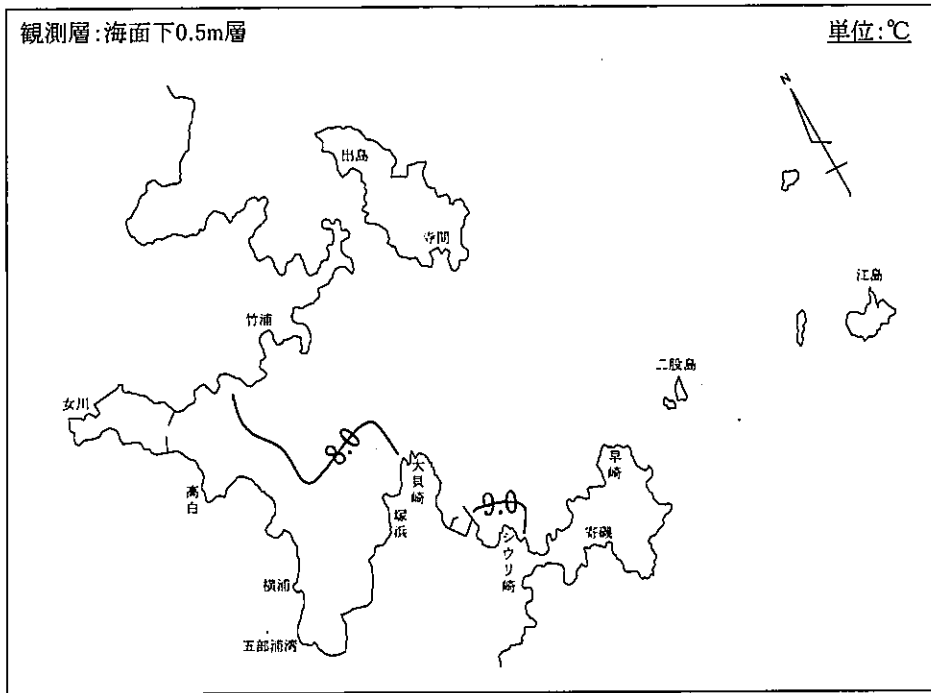 観測層:海面下0.5m層
単位:℃
N
出島
寺間
江島
竹浦
二股島
女川
8.0
大貝崎
早崎
高白
9.0
塚浜
寄磯
シウリ崎
横浦
五部浦湾